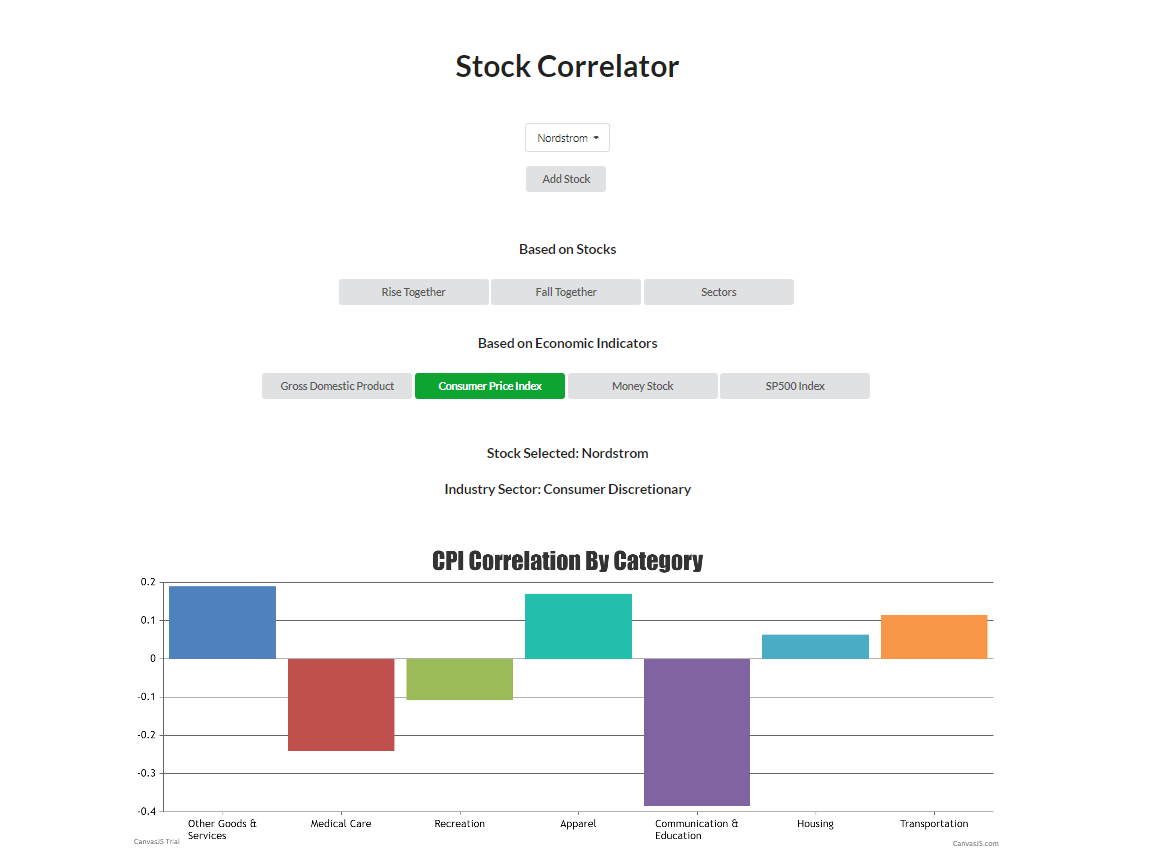 Stock Correlator
Nordstrom
Add Stock
Based on Stocks
Rise Together Fall Together Sectors
Based on Economic Indicators
Gross Domestic Product Consumer Price Index Money Stock SP500 Index
Stock Selected: Nordstrom
Industry Sector: Consumer Discretionary
CPI Correlation By Category
0.2
0.1
0
-0.1
-0.2
-0.3
-0.4
Other Goods & Medical Care Recreation Apparel Communication & Housing Transportation
Services Education
CanvasJS Trial CanvasJS.com